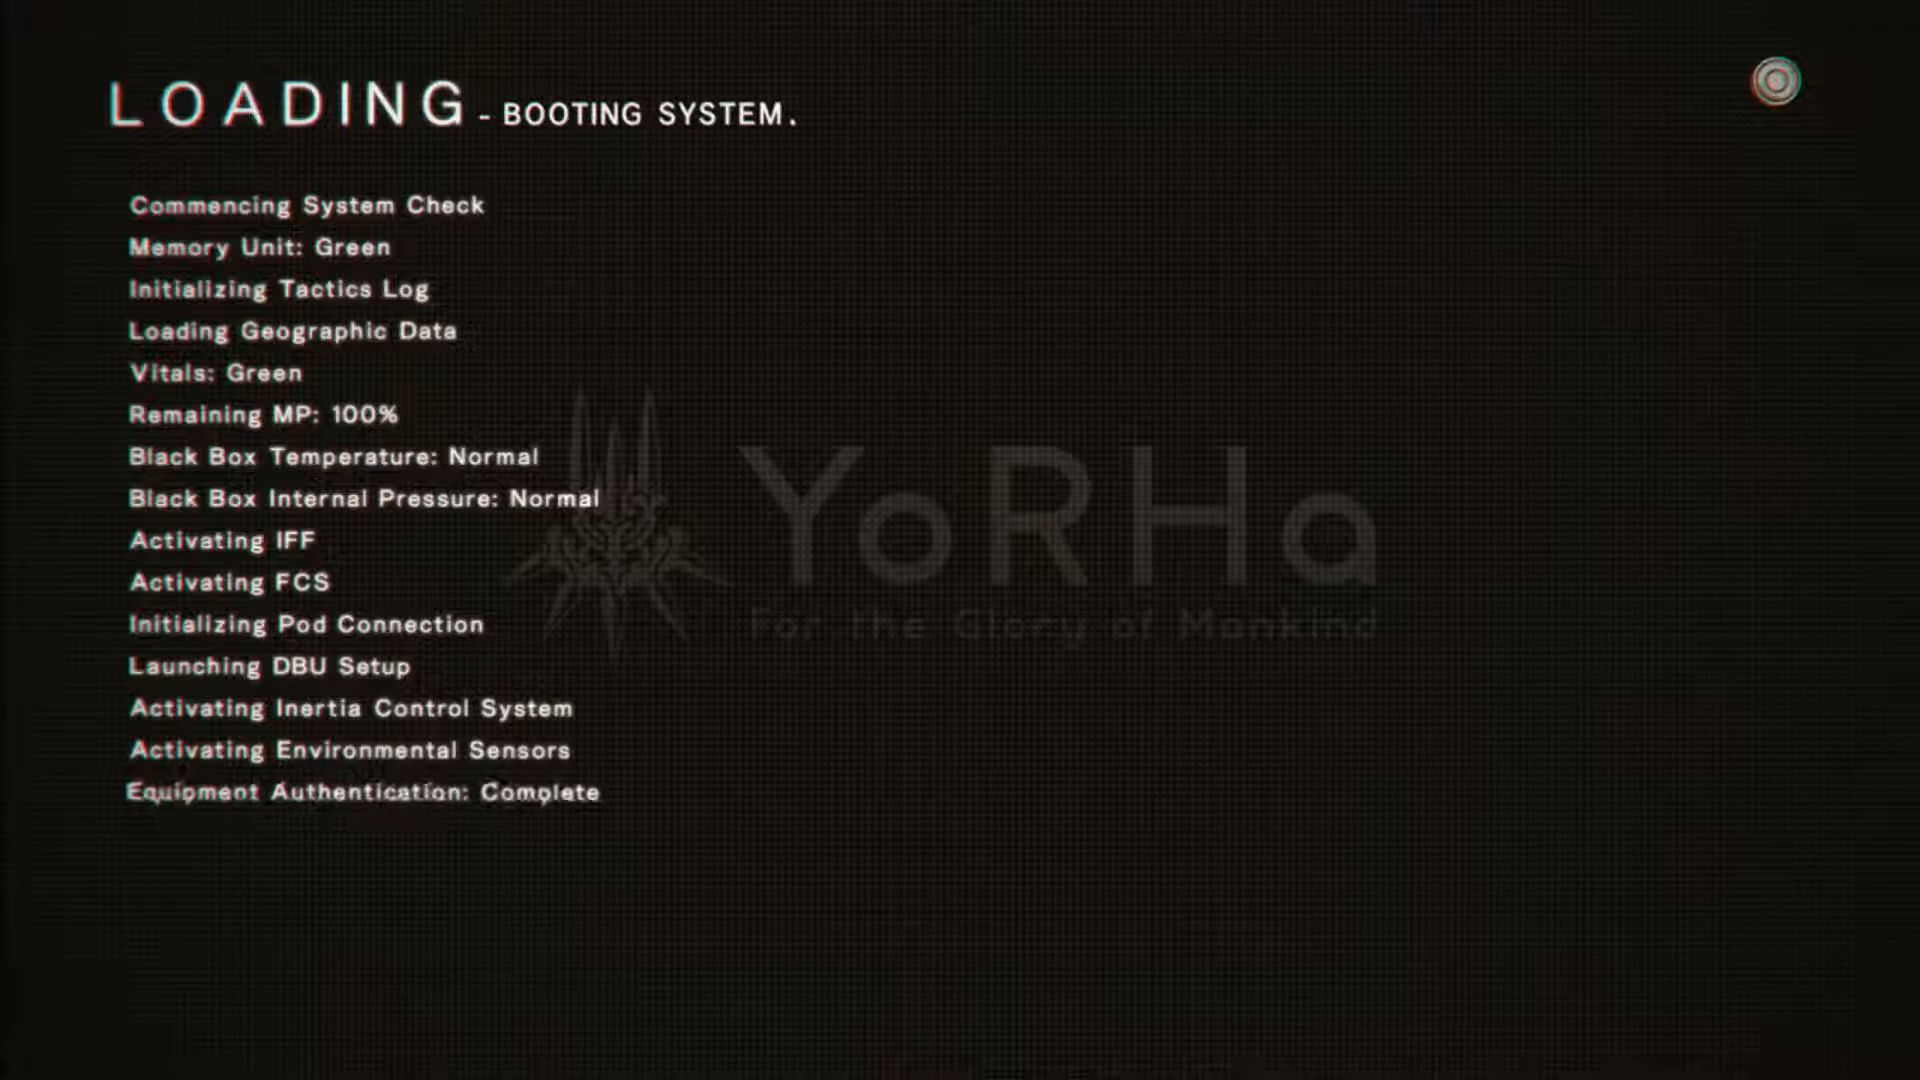 LOADING - BOOTING SYSTEM.
Commencing System Check
Memory Unit: Green
Initializing Tactics Log
Loading Geographic Data
Vitals: Green
Remaining MP: 100%
Black Box Temperature: Normal
Black Box Internal Pressure: Normal
Activating IFF
Activating FCS
Initializing Pod Connection
Launching DBU Setup
Activating Inertia Control System
Activating Environmental Sensors
Equipment Authentication: Complete
YoRHa
For the Glory of Mankind